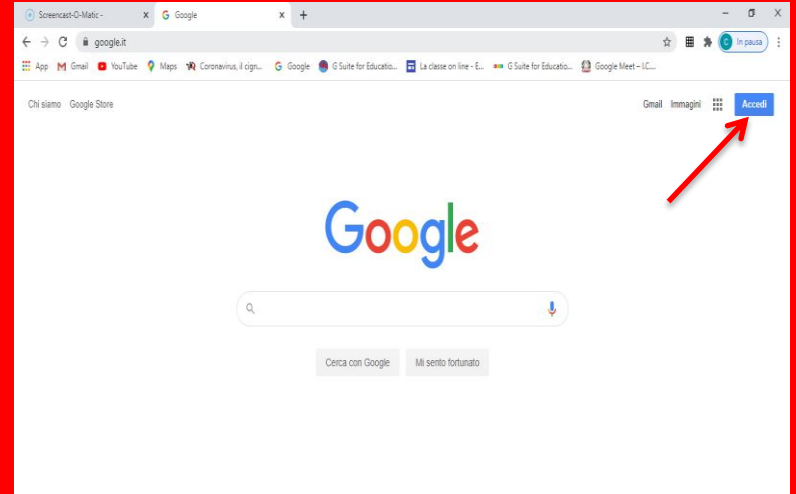 Screencast-O-Matic - x G Google x +
google.it In pausa
App M Gmail YouTube Maps Coronavirus, il cign... G Google G Suite for Educatio... La classe on line - E... G Suite for Educatio... Google Meet – I.C....
Chi siamo Google Store Gmail Immagini Accedi
Google
Cerca con Google Mi sento fortunato